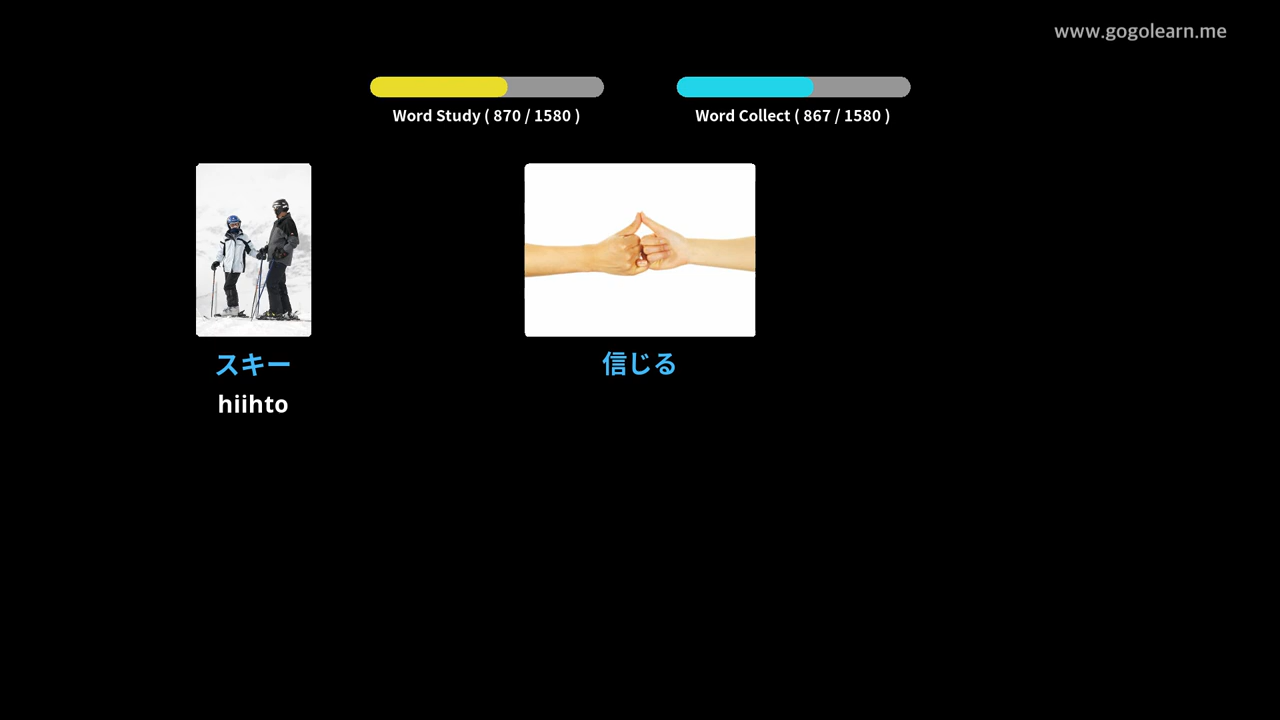 www.gogolearn.me
Word Study ( 870 / 1580 )
Word Collect ( 867 / 1580 )
スキー
hiihto
信じる